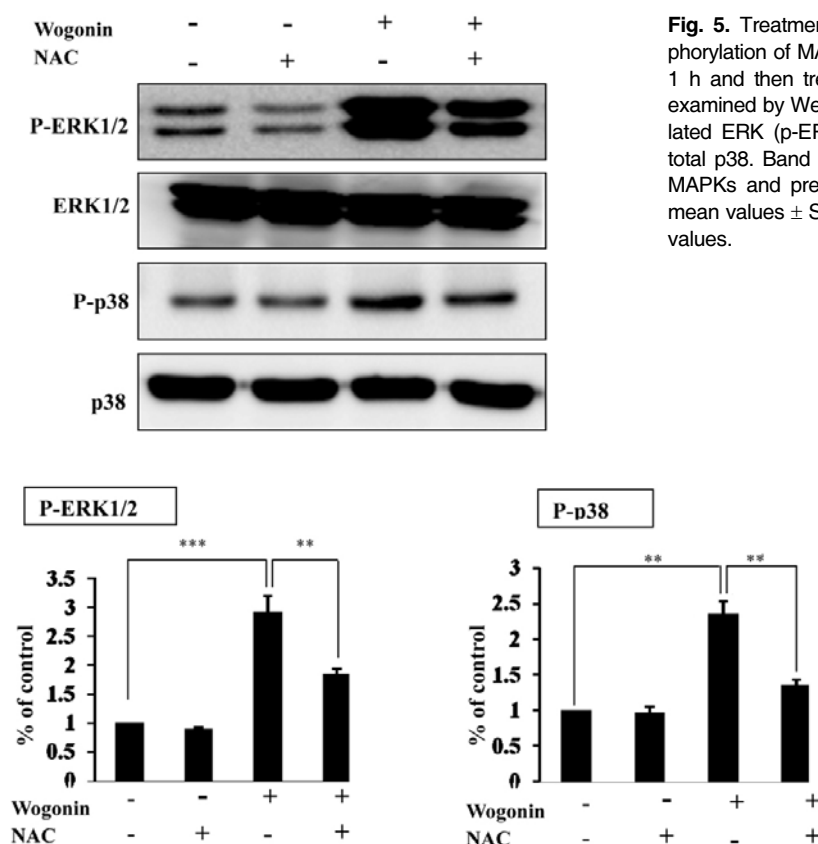 Wogonin - - + +
NAC - + - +
P-ERK1/2
ERK1/2
P-p38
p38
Fig. 5. Treatmen
phorylation of MA
1 h and then tre
examined by We
lated ERK (p-ER
total p38. Band
MAPKs and pre
mean values ± S
values.
P-ERK1/2
*** **
3.5
3
2.5
2
1.5
1
0.5
0
% of control
Wogonin - - + +
NAC - + - +
P-p38
** **
3
2.5
2
1.5
1
0.5
0
% of control
Wogonin - - + +
NAC - + - +